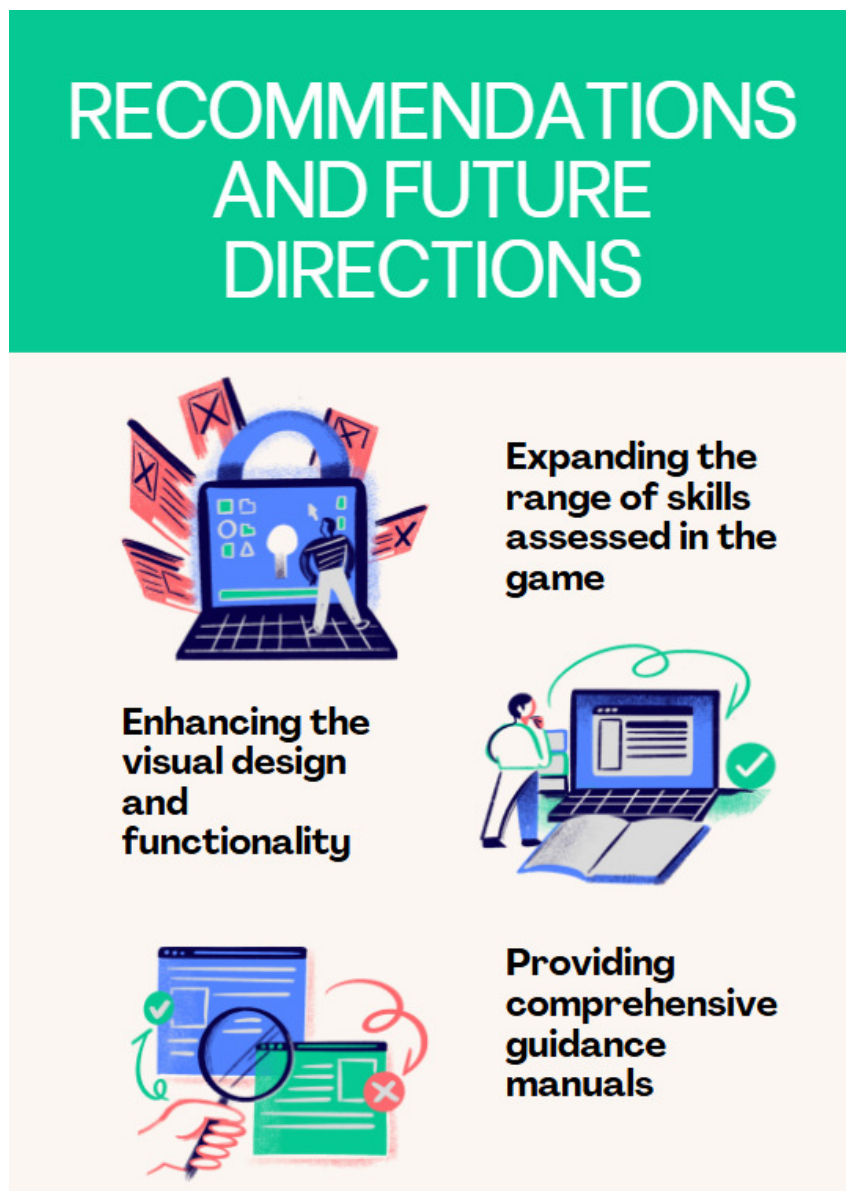 RECOMMENDATIONS
AND FUTURE
DIRECTIONS
Expanding the
range of skills
assessed in the
game
Enhancing the
visual design
and
functionality
Providing
comprehensive
guidance
manuals